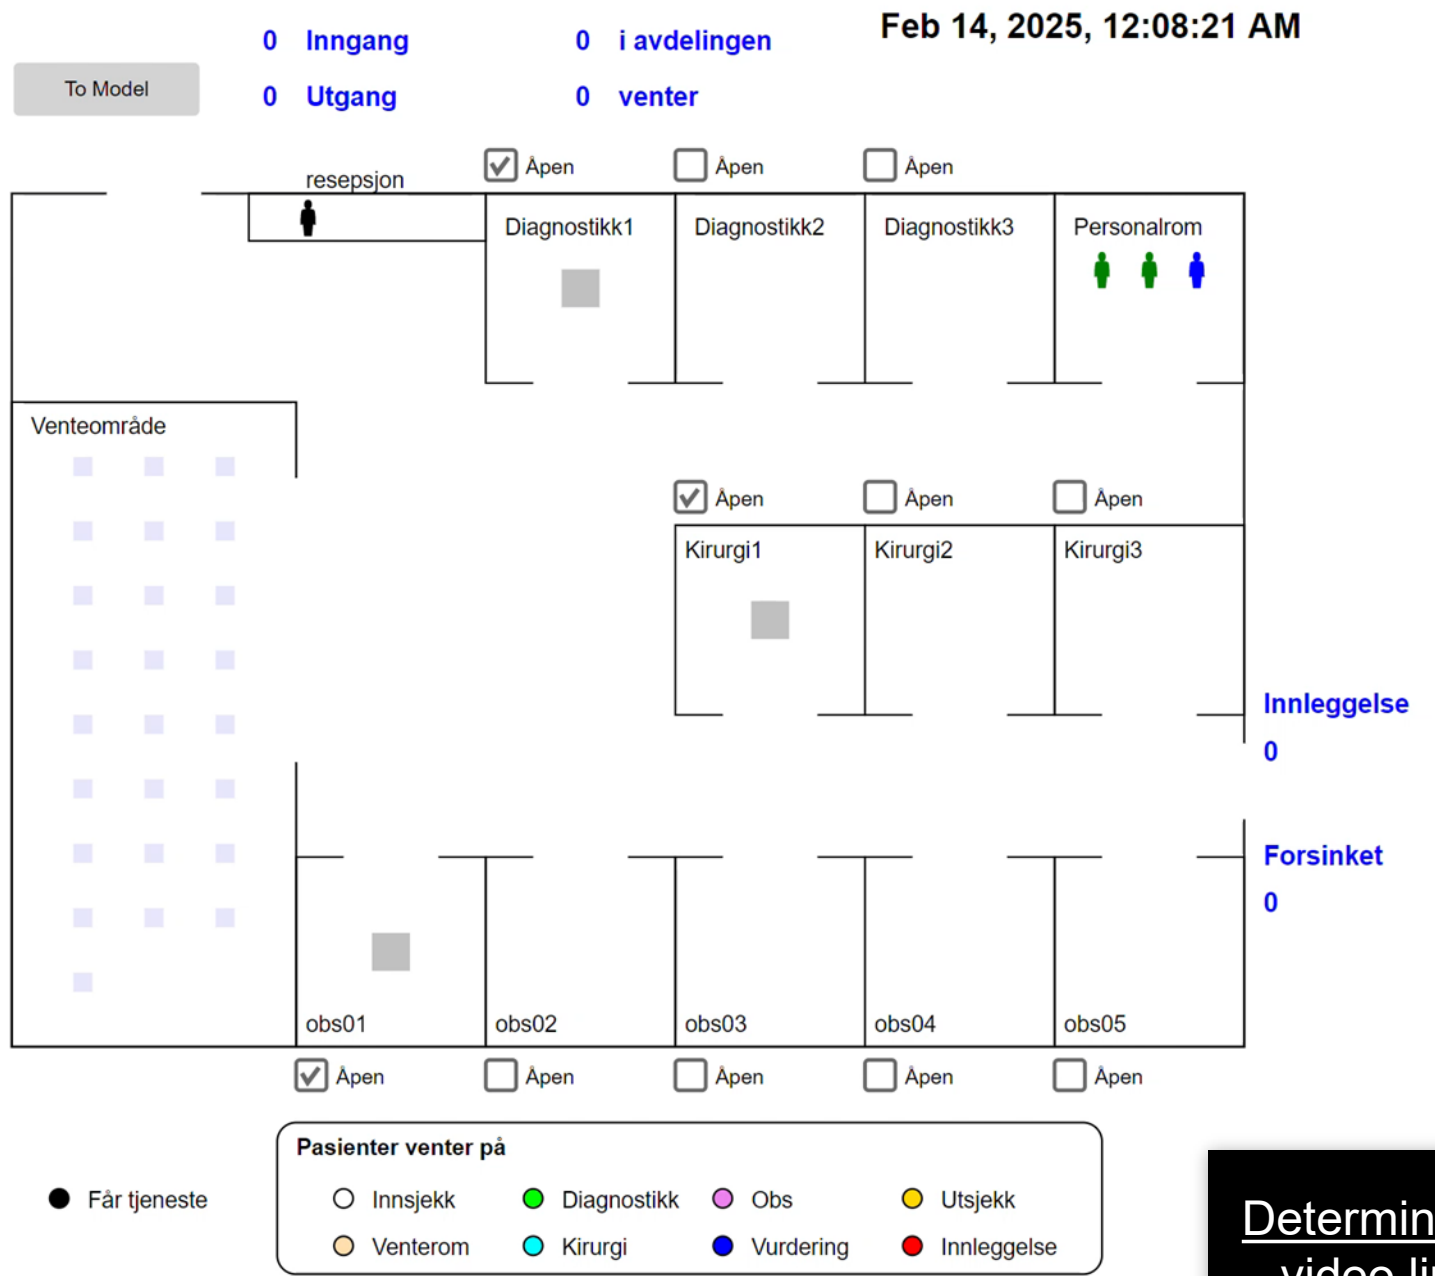 Feb 14, 2025, 12:08:21 AM
0 Inngang
0 i avdelingen
To Model
0 Utgang
0 venter
Åpen
Åpen
Åpen
resepsjon
Diagnostikk1
Diagnostikk2
Diagnostikk3
Personalrom
Venteområde
Åpen
Åpen
Åpen
Kirurgi1
Kirurgi2
Kirurgi3
Innleggelse
0
Forsinket
0
obs01
obs02
obs03
obs04
obs05
Åpen
Åpen
Åpen
Åpen
Åpen
Pasienter venter på
Får tjeneste
Innsjekk
Diagnostikk
Obs
Utsjekk
Venterom
Kirurgi
Vurdering
Innleggelse
Determin
video